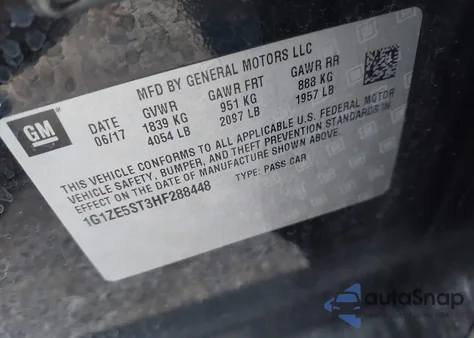 MFD BY GENERAL MOTORS LLC
GM
DATE GVWR GAWR FRT GAWR RR
06/17 1839 KG 951 KG 888 KG
4054 LB 2097 LB 1957 LB
THIS VEHICLE CONFORMS TO ALL APPLICABLE U.S. FEDERAL MOTOR
VEHICLE SAFETY, BUMPER, AND THEFT PREVENTION STANDARDS IN
EFFECT ON THE DATE OF MANUFACTURE SHOWN ABOVE.
1G1ZE5ST3HF288448 TYPE: PASS CAR
autoSnap